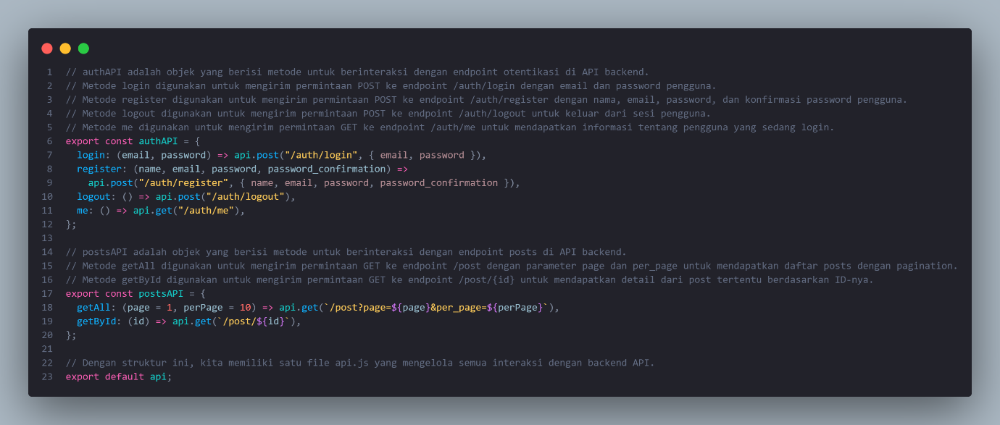 1 // authAPI adalah objek yang berisi metode untuk berinteraksi dengan endpoint otentikasi di API backend.
2 // Metode login digunakan untuk mengirim permintaan POST ke endpoint /auth/login dengan email dan password pengguna.
3 // Metode register digunakan untuk mengirim permintaan POST ke endpoint /auth/register dengan nama, email, password, dan konfirmasi password pengguna.
4 // Metode logout digunakan untuk mengirim permintaan POST ke endpoint /auth/logout untuk keluar dari sesi pengguna.
5 // Metode me digunakan untuk mengirim permintaan GET ke endpoint /auth/me untuk mendapatkan informasi tentang pengguna yang sedang login.
6 export const authAPI = {
7   login: (email, password) => api.post("/auth/login", { email, password }),
8   register: (name, email, password, password_confirmation) =>
9     api.post("/auth/register", { name, email, password, password_confirmation }),
10   logout: () => api.post("/auth/logout"),
11   me: () => api.get("/auth/me"),
12 };
13
14 // postsAPI adalah objek yang berisi metode untuk berinteraksi dengan endpoint posts di API backend.
15 // Metode getAll digunakan untuk mengirim permintaan GET ke endpoint /post dengan parameter page dan per_page untuk mendapatkan daftar posts dengan pagination.
16 // Metode getById digunakan untuk mengirim permintaan GET ke endpoint /post/{id} untuk mendapatkan detail dari post tertentu berdasarkan ID-nya.
17 export const postsAPI = {
18   getAll: (page = 1, perPage = 10) => api.get(`/post?page=${page}&per_page=${perPage}`),
19   getById: (id) => api.get(`/post/${id}`),
20 };
21
22 // Dengan struktur ini, kita memiliki satu file api.js yang mengelola semua interaksi dengan backend API.
23 export default api;